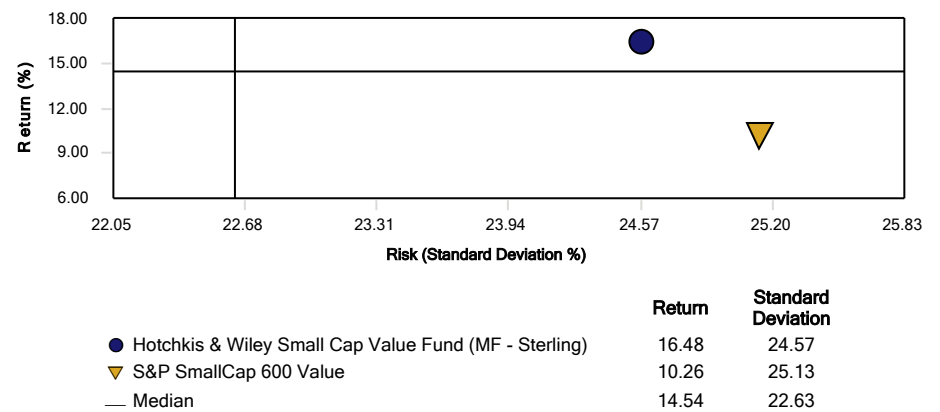 18.00
15.00
12.00
9.00
6.00
Return (%)
22.05 22.68 23.31 23.94 24.57 25.20 25.83
Risk (Standard Deviation %)
Return Standard Deviation
Hotchkis & Wiley Small Cap Value Fund (MF - Sterling) 16.48 24.57
S&P SmallCap 600 Value 10.26 25.13
Median 14.54 22.63